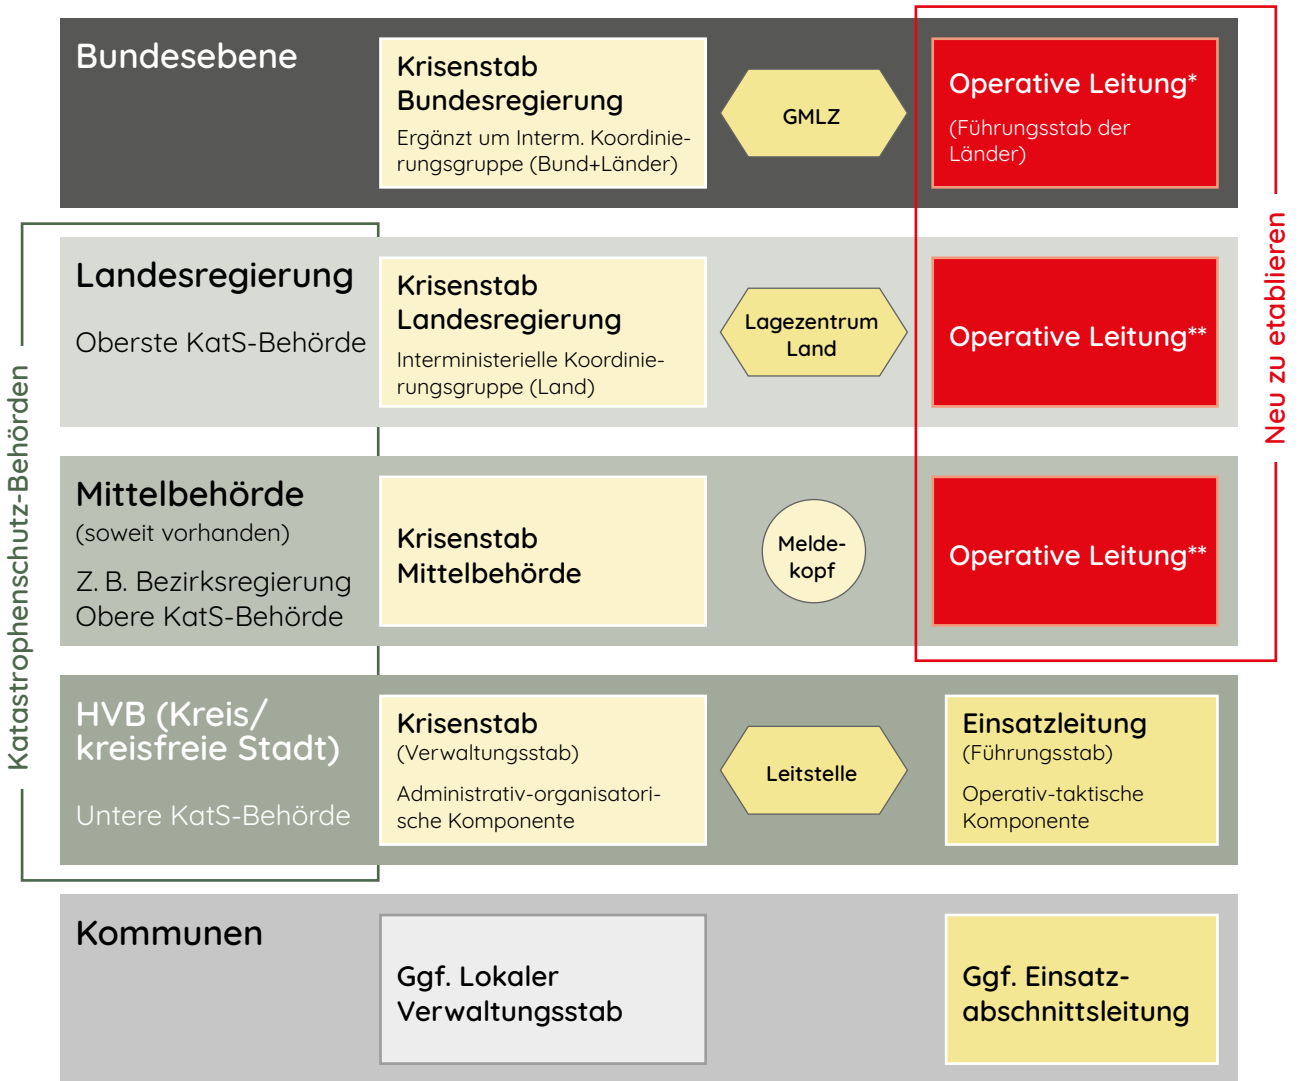 Bundesebene
Krisenstab
Bundesregierung
Ergänzt um Interm. Koordinie-
rungsgruppe (Bund+Länder)
GMLZ
Operative Leitung*
(Führungsstab der
Länder)
Landesregierung
Oberste KatS-Behörde
Krisenstab
Landesregierung
Interministerielle Koordinie-
rungsgruppe (Land)
Lagezentrum
Land
Operative Leitung**
Mittelbehörde
(soweit vorhanden)
Z. B. Bezirksregierung
Obere KatS-Behörde
Krisenstab
Mittelbehörde
Melde-
kopf
Operative Leitung**
HVB (Kreis/
kreisfreie Stadt)
Untere KatS-Behörde
Krisenstab
(Verwaltungsstab)
Administrativ-organisatori-
sche Komponente
Leitstelle
Einsatzleitung
(Führungsstab)
Operativ-taktische
Komponente
Kommunen
Ggf. Lokaler
Verwaltungsstab
Ggf. Einsatz-
abschnittsleitung
Katastrophenschutz-Behörden
Neu zu etablieren